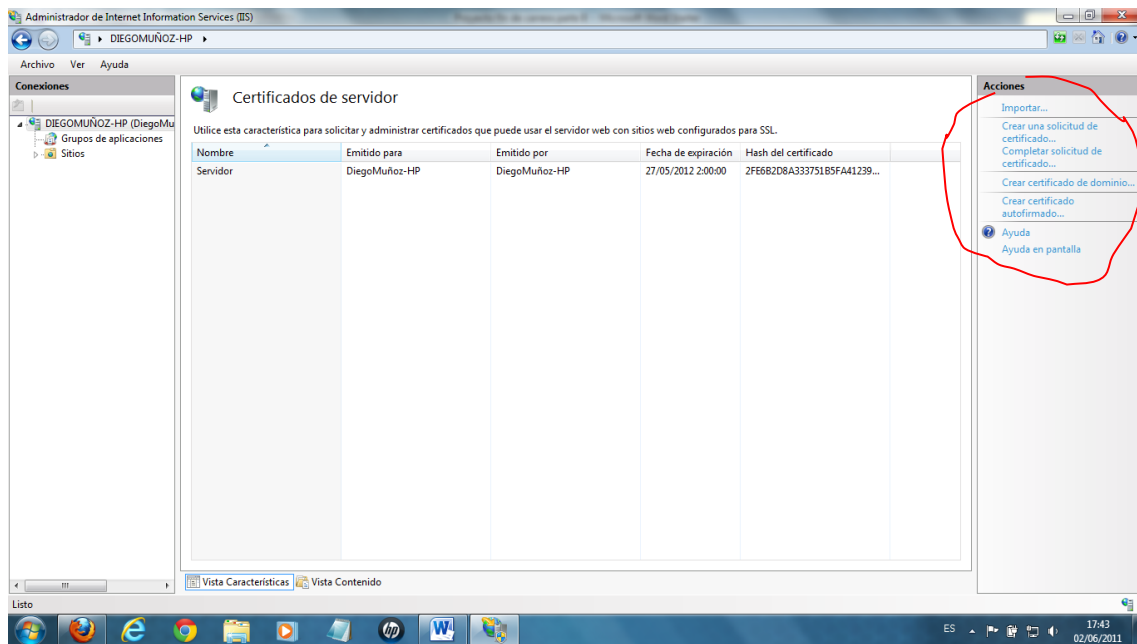 Administrador de Internet Information Services (IIS)
DIEGOMUÑOZ-HP
Archivo Ver Ayuda
Conexiones
DIEGOMUÑOZ-HP (DiegoMu
Grupos de aplicaciones
Sitios
Certificados de servidor
Utilice esta característica para solicitar y administrar certificados que puede usar el servidor web con sitios web configurados para SSL.
Nombre Emitido para Emitido por Fecha de expiración Hash del certificado
Servidor DiegoMuñoz-HP DiegoMuñoz-HP 27/05/2012 2:00:00 2FE6B2D8A333751B5FA41239...
Acciones
Importar...
Crear una solicitud de
certificado...
Completar solicitud de
certificado...
Crear certificado de dominio...
Crear certificado
autofirmado...
Ayuda
Ayuda en pantalla
Vista Características Vista Contenido
Listo
hp W
ES 17:43
02/06/2011